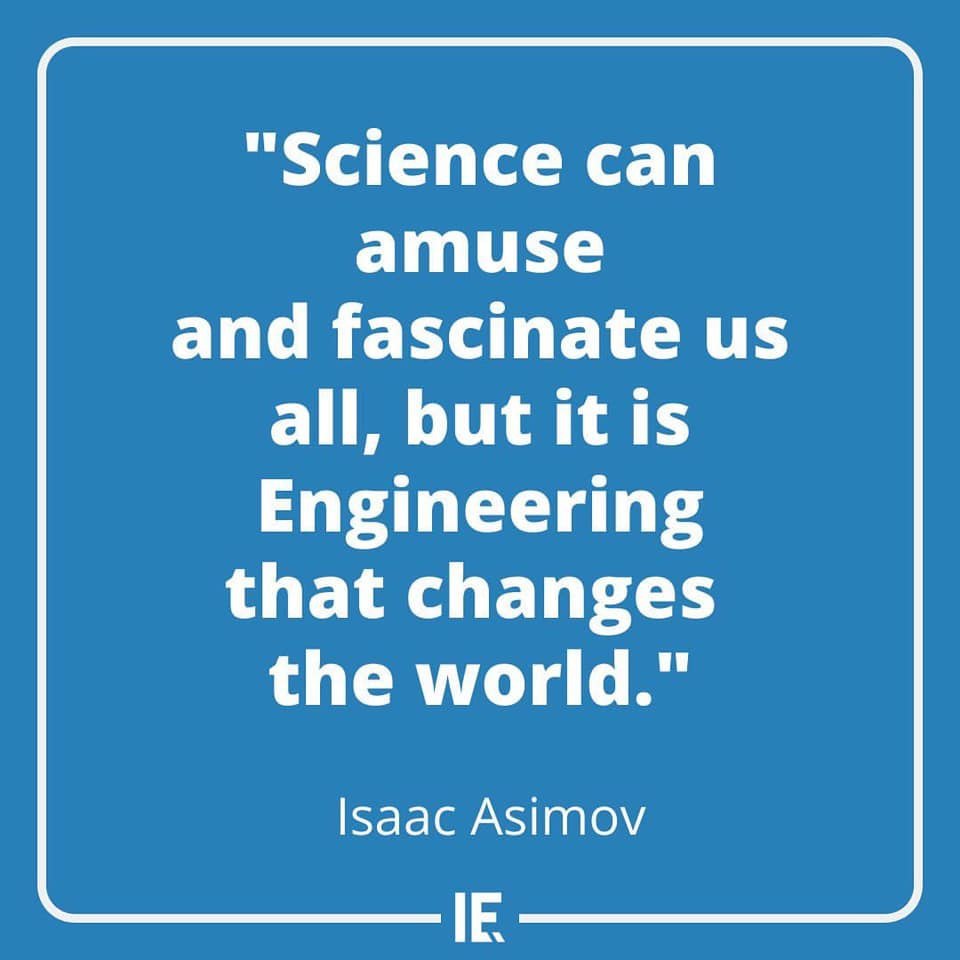 "Science can
amuse
and fascinate us
all, but it is
Engineering
that changes
the world."
Isaac Asimov
IE